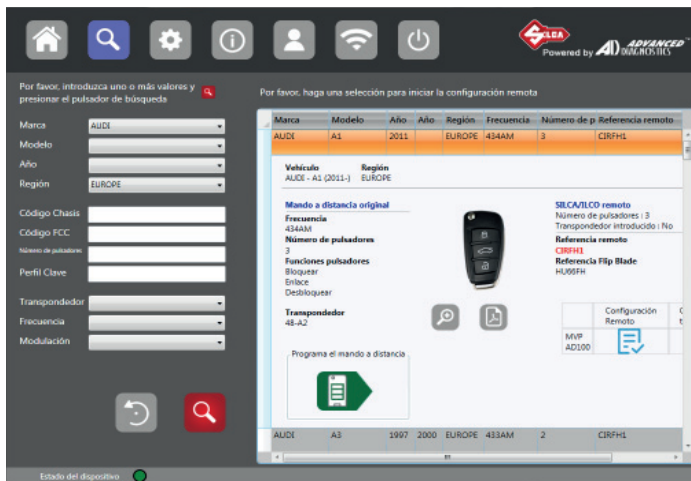 SILCA
Powered by AD ADVANCED DIAGNOSTICS
Por favor, introduzca uno o más valores y
presionar el pulsador de búsqueda
Marca AUDI
Modelo
Año
Región EUROPE
Código Chasis
Código FCC
Número de pulsadores
Perfil Clave
Transpondedor
Frecuencia
Modulación
Por favor, haga una selección para iniciar la configuración remota
Marca Modelo Año Año Región Frecuencia Número de p Referencia remoto
AUDI A1 2011 EUROPE 434AM 3 CIRFH1
Vehículo Región
AUDI - A1 (2011-) EUROPE
Mando a distancia original
Frecuencia
434AM
Número de pulsadores
3
Funciones pulsadores
Bloquear
Enlace
Desbloquear
Transpondedor
48-A2
SILCA/ILCO remoto
Número de pulsadores : 3
Transpondedor introducido : No
Referencia remoto
CIRFH1
Referencia Flip Blade
HU66FH
Configuración
Remoto
MVP
AD100
Programa el mando a distancia
AUDI A3 1997 2000 EUROPE 433AM 2 CIRFH1
Estado del dispositivo